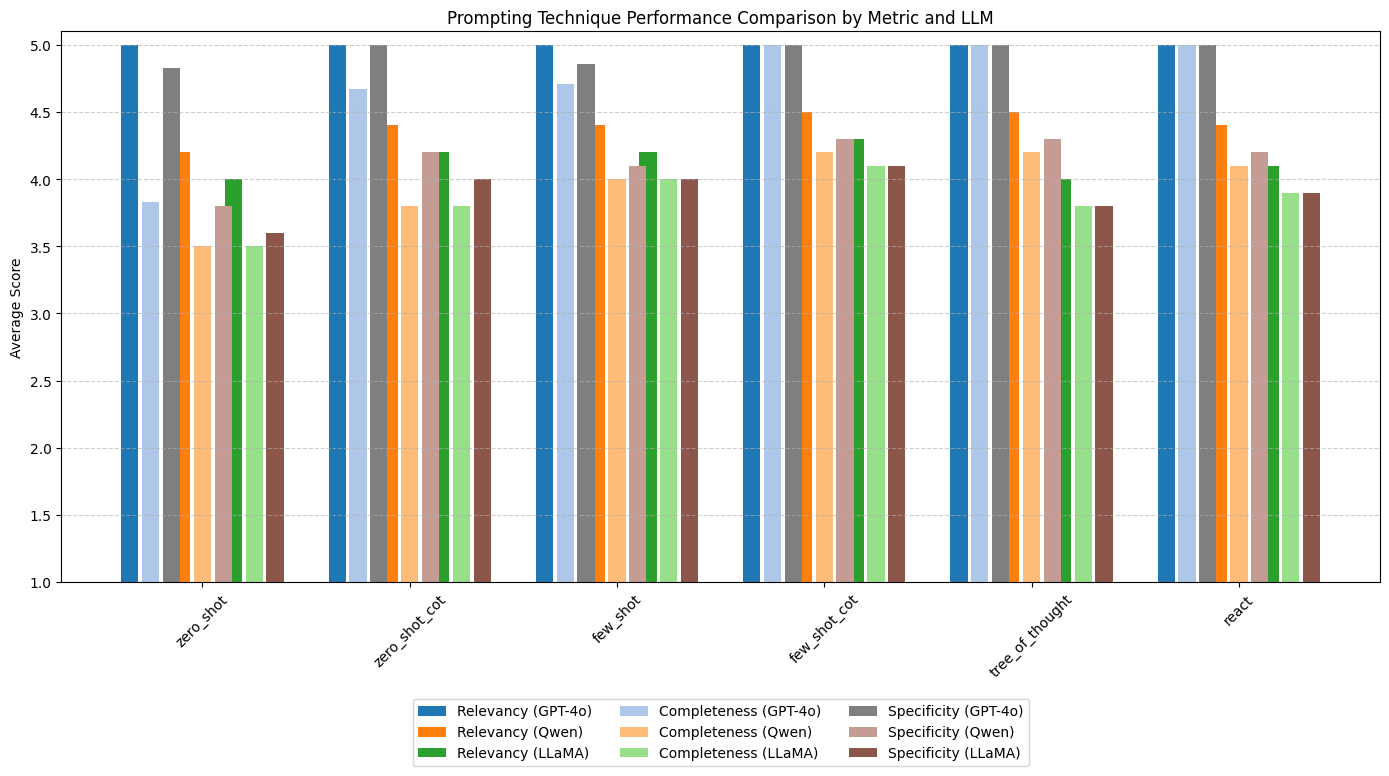 Prompting Technique Performance Comparison by Metric and LLM
Average Score
5.0
4.5
4.0
3.5
3.0
2.5
2.0
1.5
1.0
zero_shot
zero_shot_cot
few_shot
few_shot_cot
tree_of_thought
react
Relevancy (GPT-4o)
Completeness (GPT-4o)
Specificity (GPT-4o)
Relevancy (Qwen)
Completeness (Qwen)
Specificity (Qwen)
Relevancy (LLaMA)
Completeness (LLaMA)
Specificity (LLaMA)